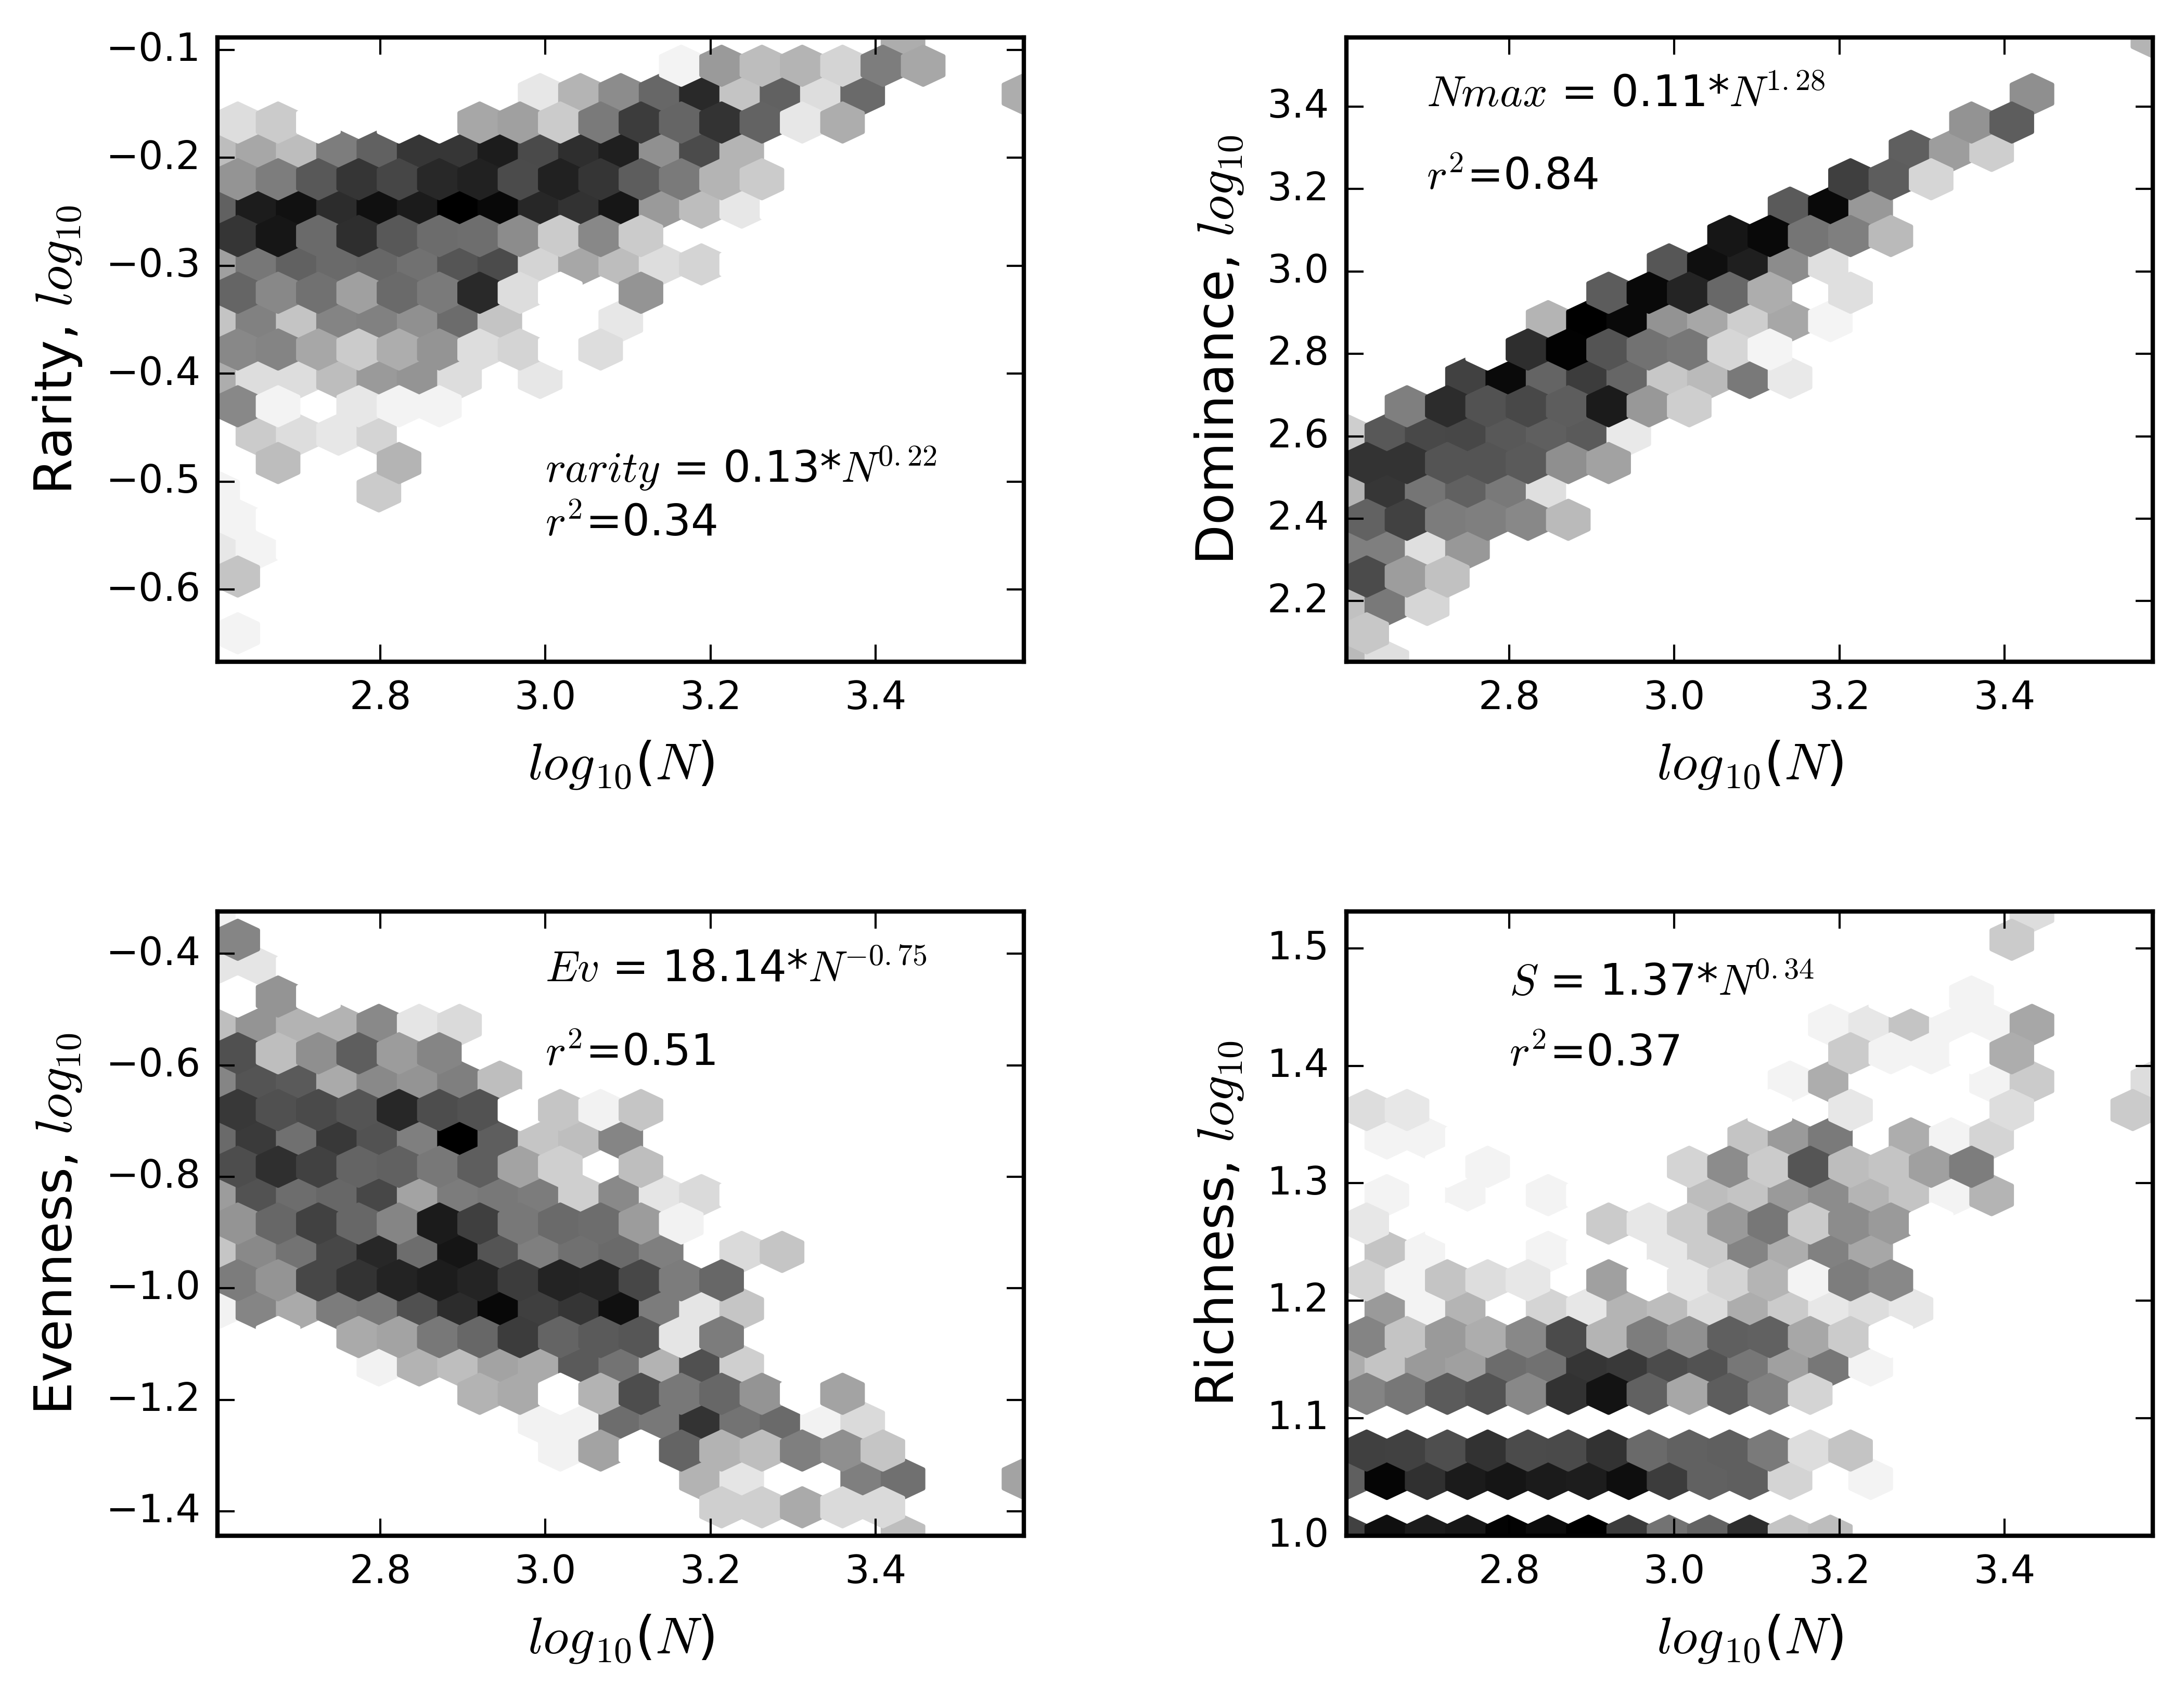 −0.1
−0.2
−0.3
−0.4
−0.5
−0.6
Rarity, log10
rarity = 0.13*N^0.22
r^2=0.34
2.8 3.0 3.2 3.4
log10(N)
3.4
3.2
3.0
2.8
2.6
2.4
2.2
Dominance, log10
Nmax = 0.11*N^1.28
r^2=0.84
2.8 3.0 3.2 3.4
log10(N)
−0.4
−0.6
−0.8
−1.0
−1.2
−1.4
Evenness, log10
Ev = 18.14*N^−0.75
r^2=0.51
2.8 3.0 3.2 3.4
log10(N)
1.5
1.4
1.3
1.2
1.1
1.0
Richness, log10
S = 1.37*N^0.34
r^2=0.37
2.8 3.0 3.2 3.4
log10(N)